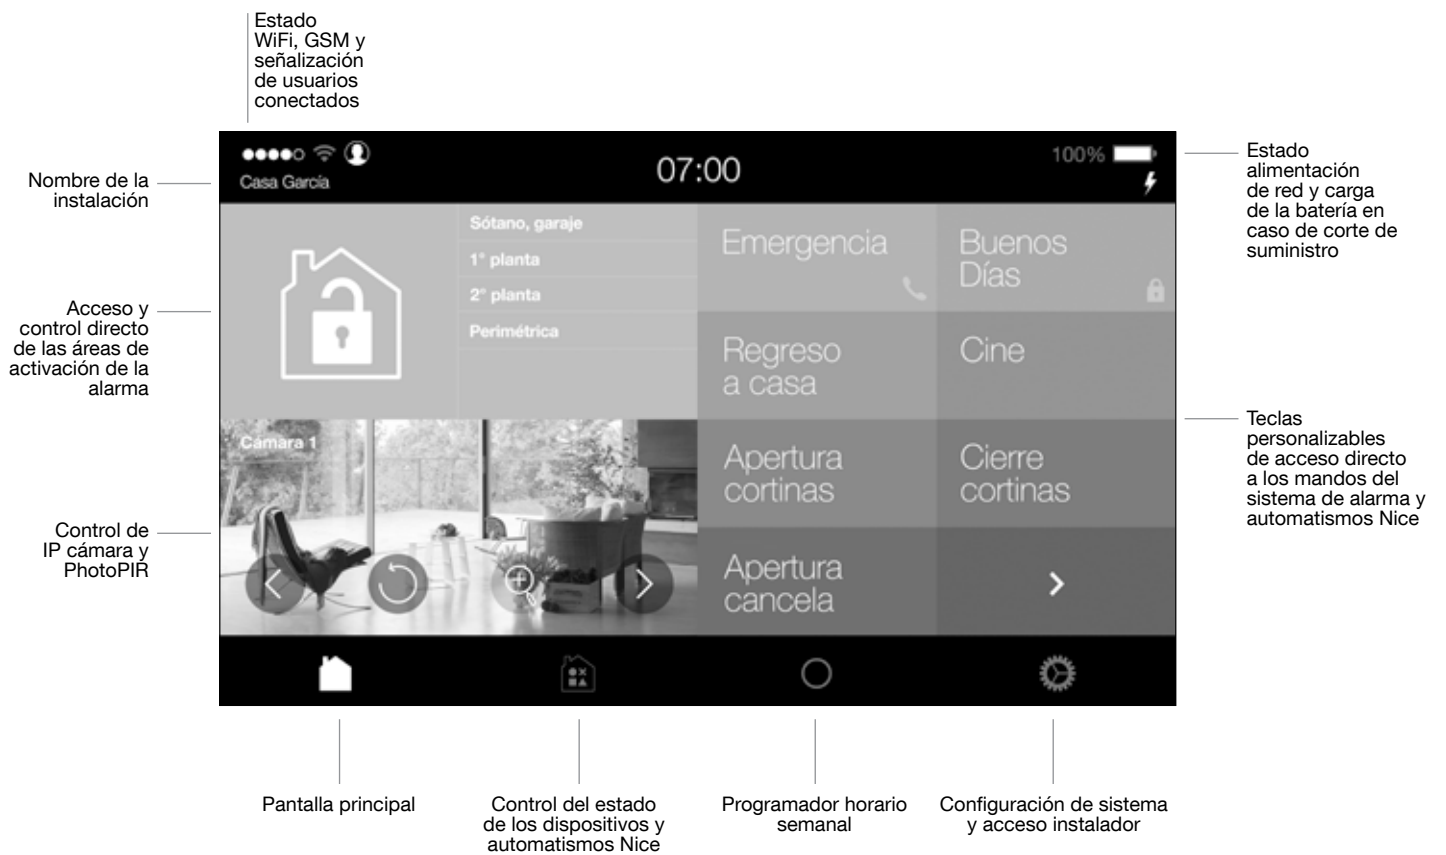 Estado
WiFi, GSM y
señalización
de usuarios
conectados
Nombre de la
instalación
Acceso y
control directo
de las áreas de
activación de la
alarma
Control de
IP cámara y
PhotoPIR
Casa García
07:00
100%
Sótano, garaje
1° planta
2° planta
Perimétrica
Cámara 1
Emergencia
Buenos
Días
Regreso
a casa
Cine
Apertura
cortinas
Cierre
cortinas
Apertura
cancela
Estado
alimentación
de red y carga
de la batería en
caso de corte de
suministro
Teclas
personalizables
de acceso directo
a los mandos del
sistema de alarma y
automatismos Nice
Pantalla principal
Control del estado
de los dispositivos y
automatismos Nice
Programador horario
semanal
Configuración de sistema
y acceso instalador